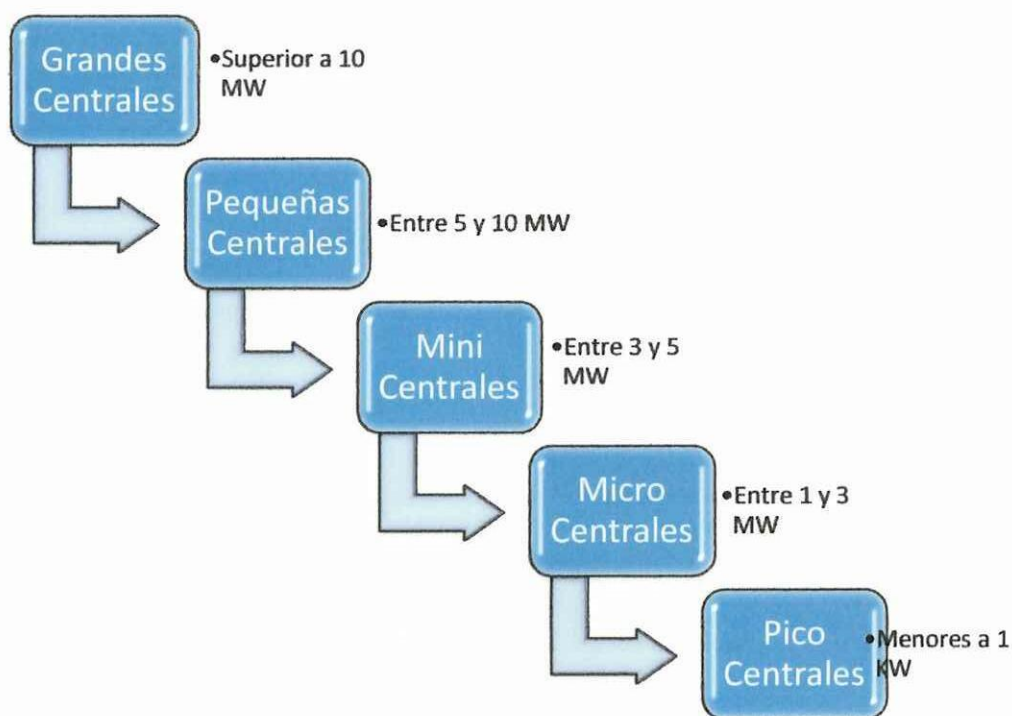 Grandes
Centrales
•Superior a 10
MW
Pequeñas
Centrales
•Entre 5 y 10 MW
Mini
Centrales
•Entre 3 y 5
MW
Micro
Centrales
•Entre 1 y 3
MW
Pico
Centrales
•Menores a 1
KW